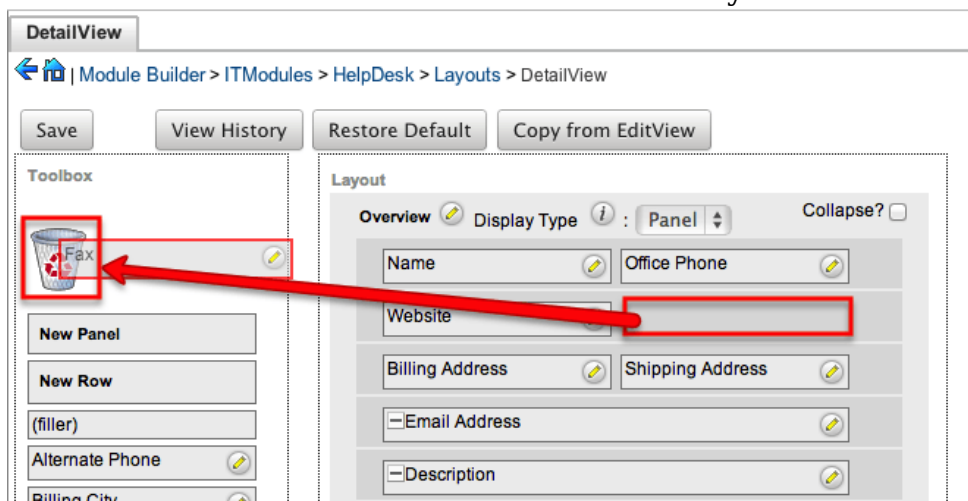 DetailView
| Module Builder > ITModules > HelpDesk > Layouts > DetailView
Save View History Restore Default Copy from EditView
Toolbox
Layout
Overview Display Type i : Panel Collapse?
Fax
Name Office Phone
Website
New Panel
Billing Address Shipping Address
New Row
(filler)
Email Address
Alternate Phone
Description
Billing City